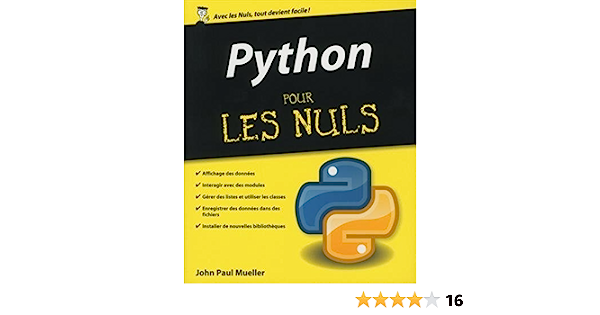 Avec les Nuls, tout devient facile !
Python
POUR
LES NULS
✓ Affichage des données
✓ Interagir avec des modules
✓ Gérer des listes et utiliser les classes
✓ Enregistrer des données dans des
fichiers
✓ Installer de nouvelles bibliothèques
John Paul Mueller
16